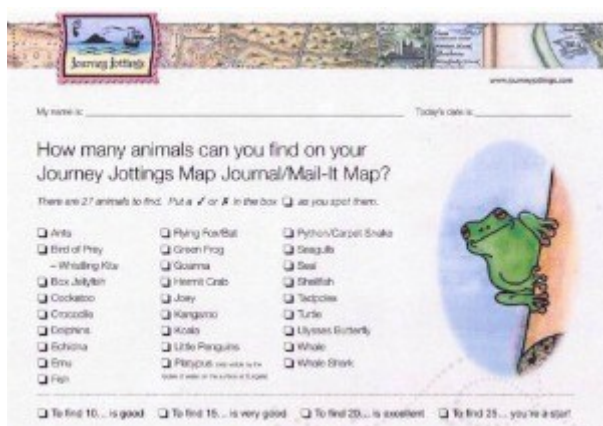 Journey Jottings
www.journeyjottings.com
My name is:
Today's date is:
How many animals can you find on your
Journey Jottings Map Journal/Mail-It Map?
There are 27 animals to find. Put a ✓ or ✗ in the box ❑ as you spot them.
❑ Ants
❑ Bird of Prey
– Whistling Kite
❑ Box Jellyfish
❑ Cockatoo
❑ Crocodile
❑ Dolphins
❑ Echidna
❑ Emu
❑ Fish
❑ Flying Fox/Bat
❑ Green Frog
❑ Goanna
❑ Hermit Crab
❑ Joey
❑ Kangaroo
❑ Koala
❑ Little Penguins
❑ Platypus
❑ Python/Carpet Snake
❑ Seagulls
❑ Seal
❑ Shellfish
❑ Tadpoles
❑ Turtle
❑ Ulysses Butterfly
❑ Whale
❑ Whale Shark
❑ To find 10... is good ❑ To find 15... is very good ❑ To find 20... is excellent ❑ To find 25... you're a star!